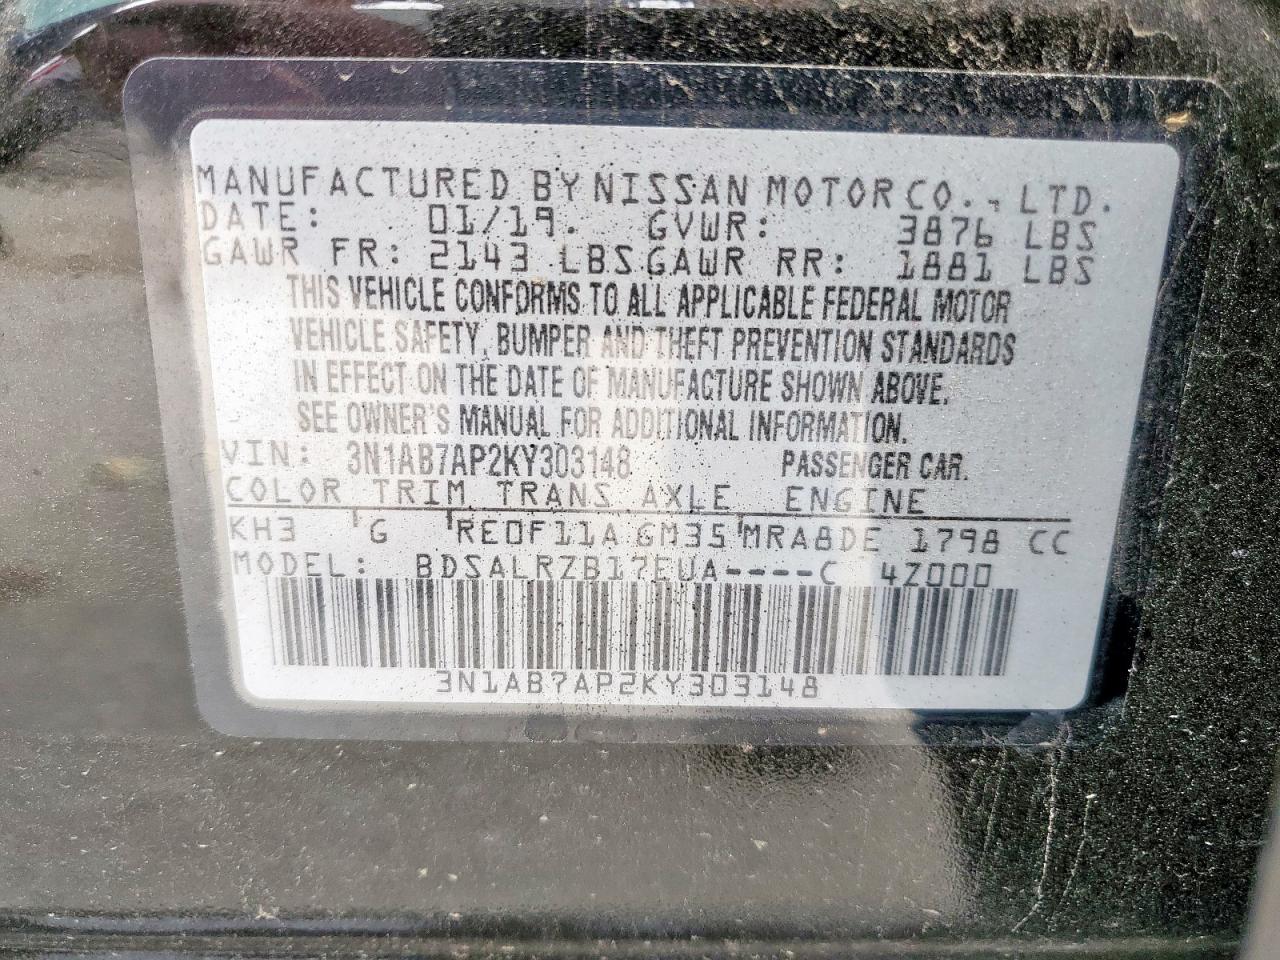 MANUFACTURED BY NISSAN MOTOR CO., LTD.
DATE: 01/19. GVWR: 3876 LBS
GAWR FR: 2143 LBS GAWR RR: 1881 LBS
THIS VEHICLE CONFORMS TO ALL APPLICABLE FEDERAL MOTOR
VEHICLE SAFETY, BUMPER AND THEFT PREVENTION STANDARDS
IN EFFECT ON THE DATE OF MANUFACTURE SHOWN ABOVE.
SEE OWNER'S MANUAL FOR ADDITIONAL INFORMATION.
VIN: 3N1AB7AP2KY303148 PASSENGER CAR.
COLOR TRIM TRANS AXLE ENGINE
KH3 G RE0F11A GM35 MRA8DE 1798 CC
MODEL: BDSALRZB17EUA----C 4Z000
3N1AB7AP2KY303148